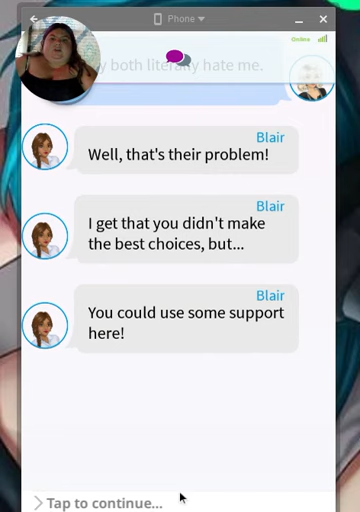 Phone
Online
y both literally hate me.
Blair
Well, that's their problem!
Blair
I get that you didn't make
the best choices, but...
Blair
You could use some support
here!
Tap to continue...